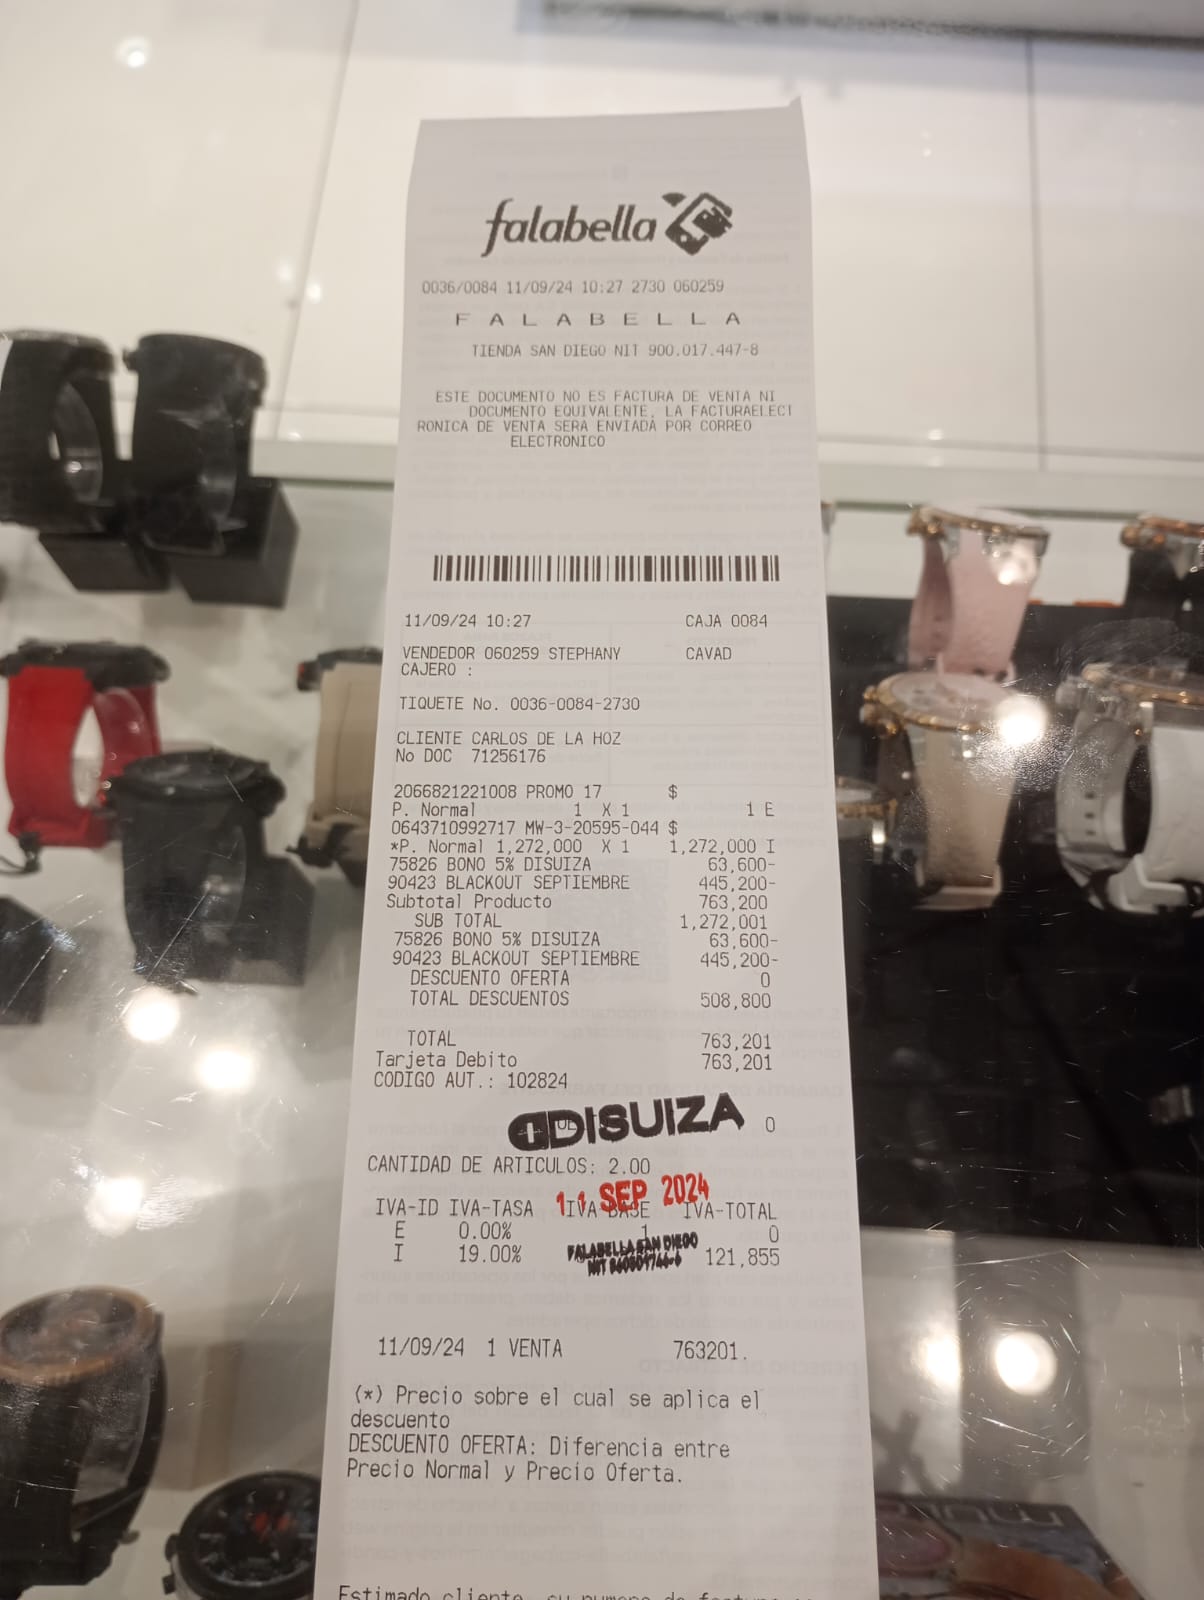 falabella
0036/0084 11/09/24 10:27 2730 060259
F A L A B E L L A
TIENDA SAN DIEGO NIT 900.017.447-8
ESTE DOCUMENTO NO ES FACTURA DE VENTA NI
DOCUMENTO EQUIVALENTE, LA FACTURAELECT
RONICA DE VENTA SERA ENVIADA POR CORREO
ELECTRONICO
11/09/24 10:27 CAJA 0084
VENDEDOR 060259 STEPHANY CAVAD
CAJERO :
TIQUETE No. 0036-0084-2730
CLIENTE CARLOS DE LA HOZ
No DOC 71256176
2066821221008 PROMO 17 $
P. Normal 1 X 1 1 E
0643710992717 MW-3-20595-044 $
*P. Normal 1,272,000 X 1 1,272,000 I
75826 BONO 5% DISUIZA 63,600-
90423 BLACKOUT SEPTIEMBRE 445,200-
Subtotal Producto 763,200
SUB TOTAL 1,272,001
75826 BONO 5% DISUIZA 63,600-
90423 BLACKOUT SEPTIEMBRE 445,200-
DESCUENTO OFERTA 0
TOTAL DESCUENTOS 508,800
TOTAL 763,201
Tarjeta Debito 763,201
CODIGO AUT.: 102824
DISUIZA 0
CANTIDAD DE ARTICULOS: 2.00
11 SEP 2024
IVA-ID IVA-TASA IVA-BASE IVA-TOTAL
E 0.00% 1 0
I 19.00% 121,855
FALABELLA SAN DIEGO
11/09/24 1 VENTA 763201.
(*) Precio sobre el cual se aplica el
descuento
DESCUENTO OFERTA: Diferencia entre
Precio Normal y Precio Oferta.
Estimado cliente, su numero de factura